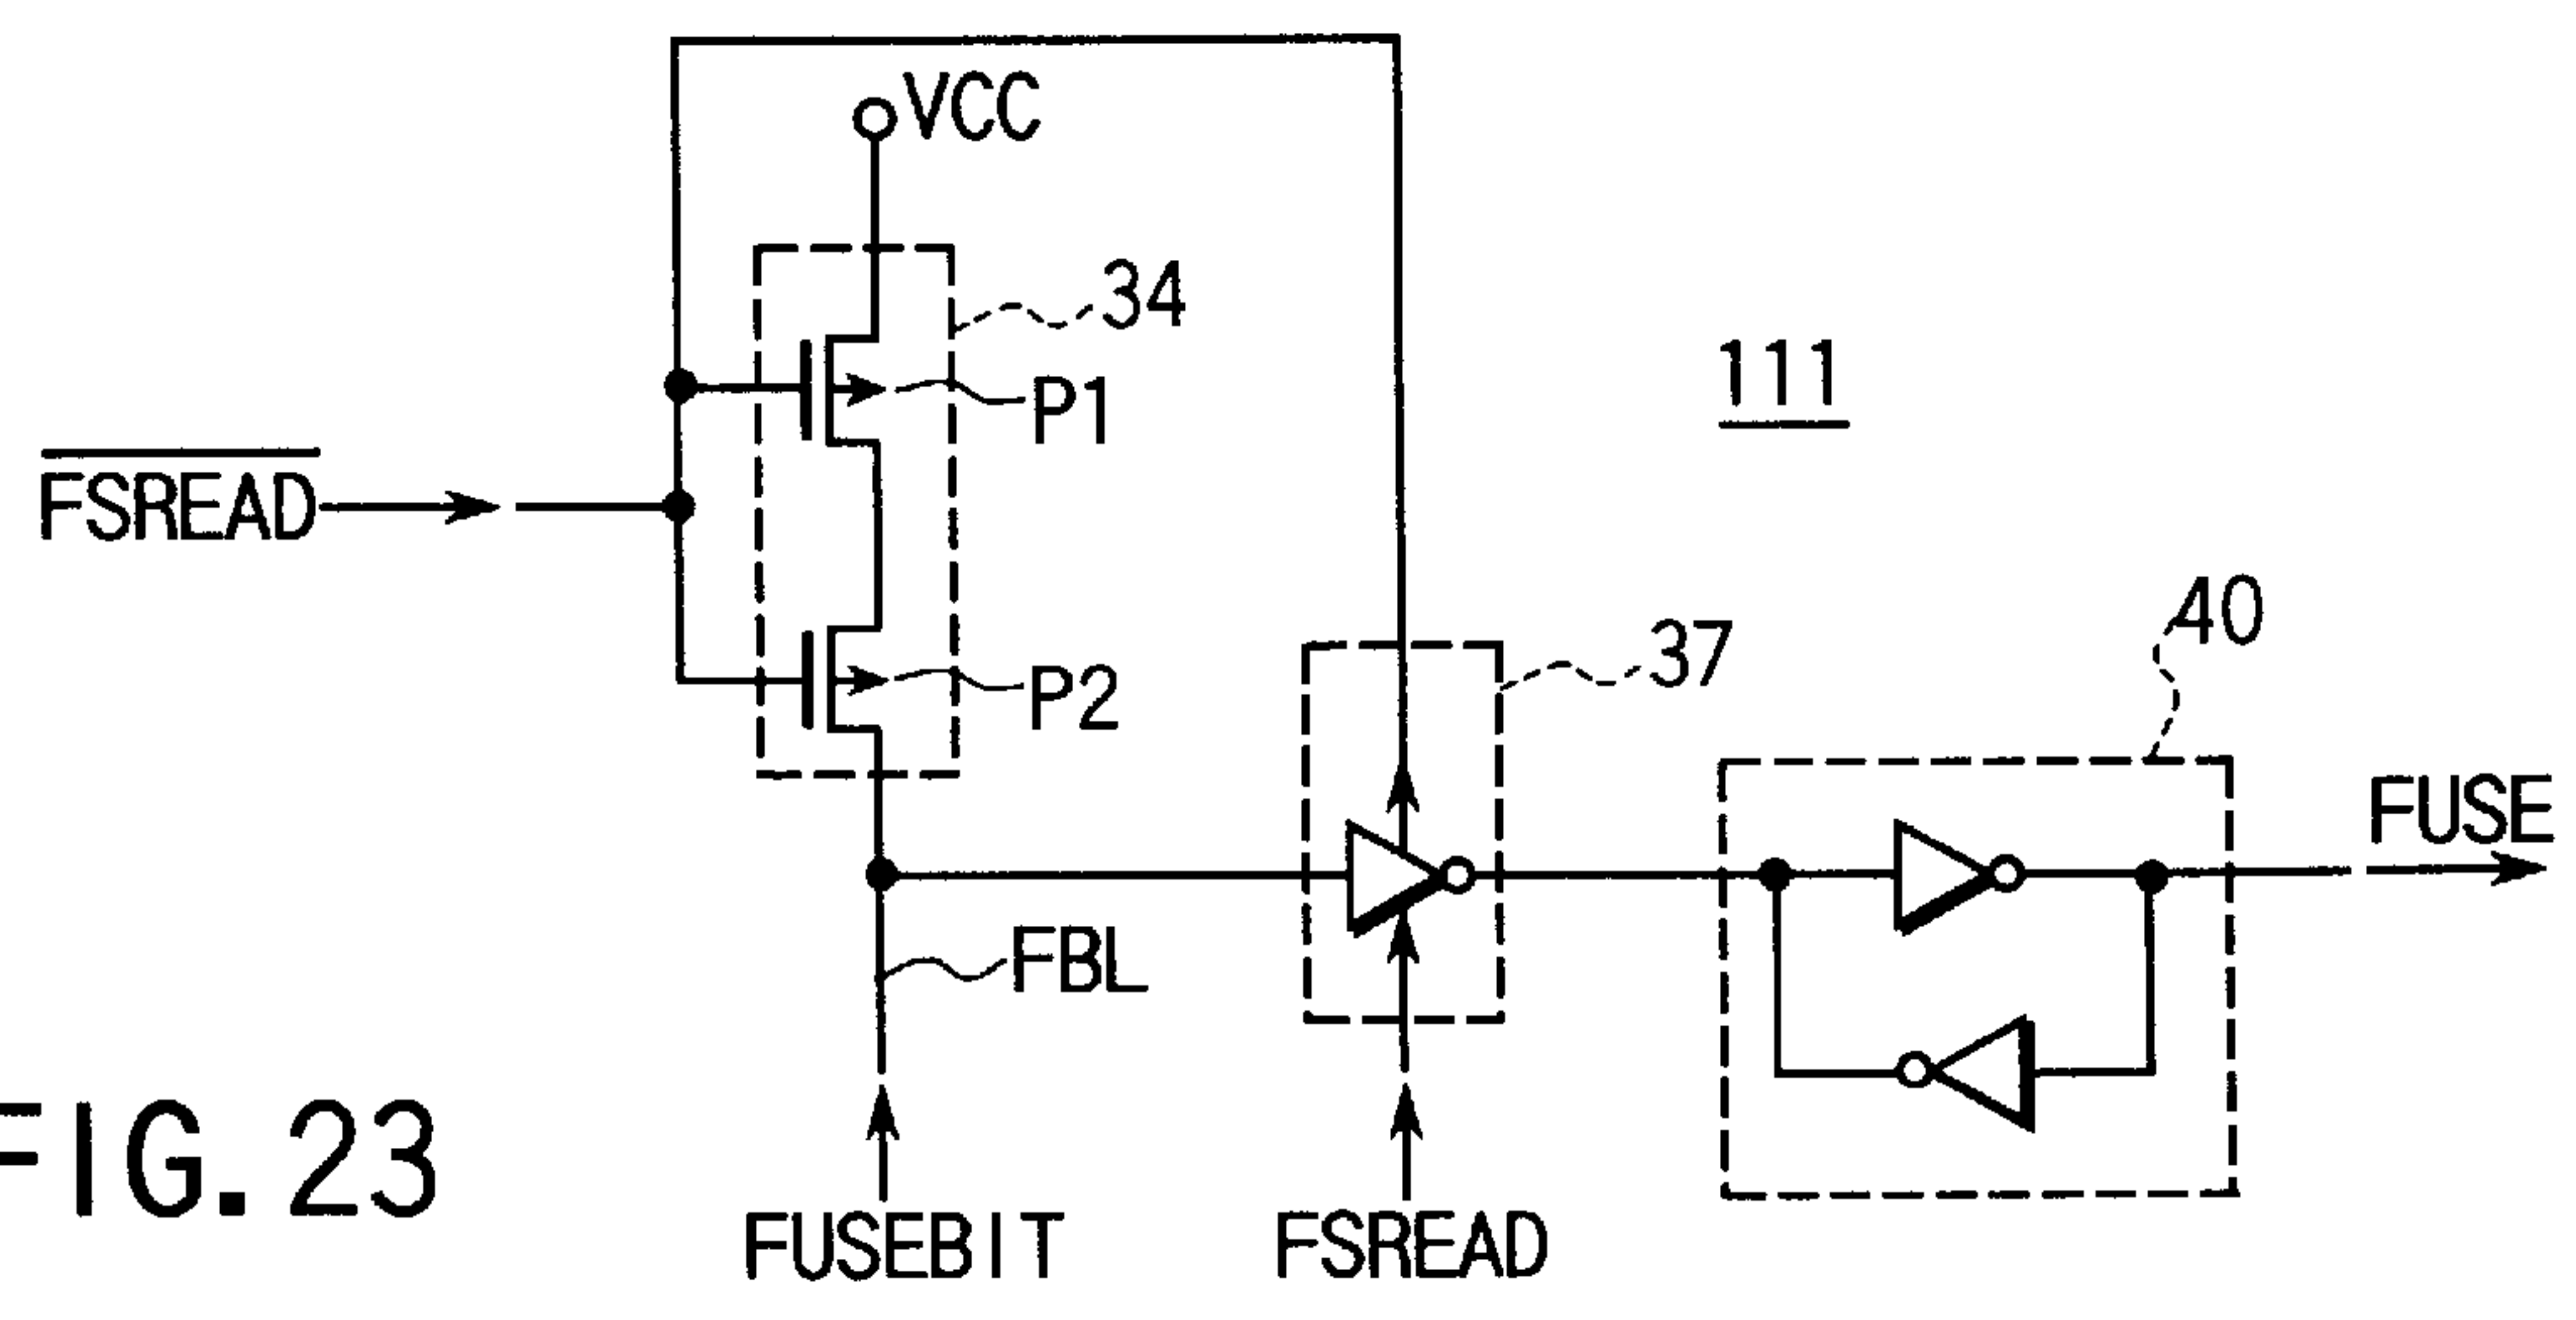 VCC
34
P1
111
FSREAD
P2
37
40
FUSE
FBL
FIG.23
FUSEBIT
FSREAD